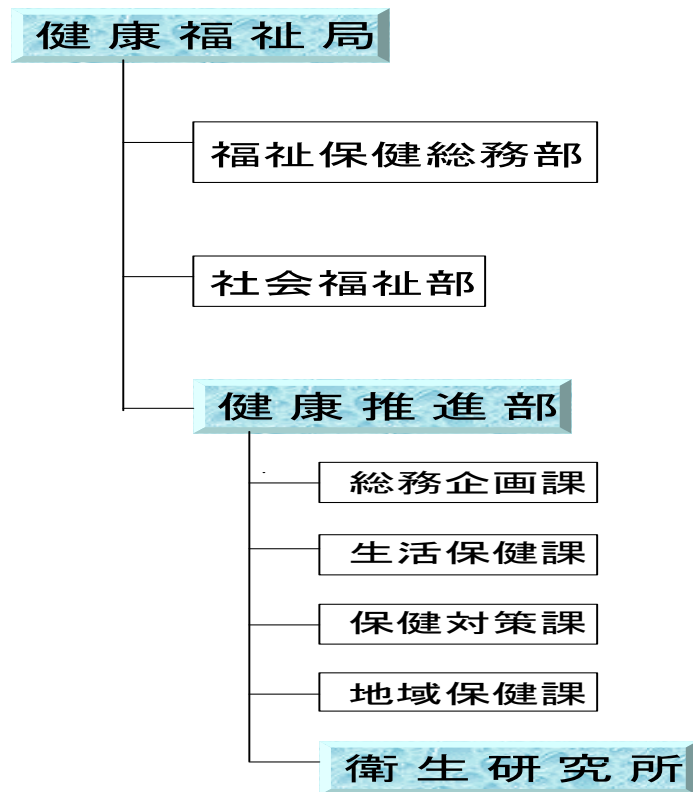 健康福祉局
福祉保健総務部
社会福祉部
健康推進部
総務企画課
生活保健課
保健対策課
地域保健課
衛生研究所